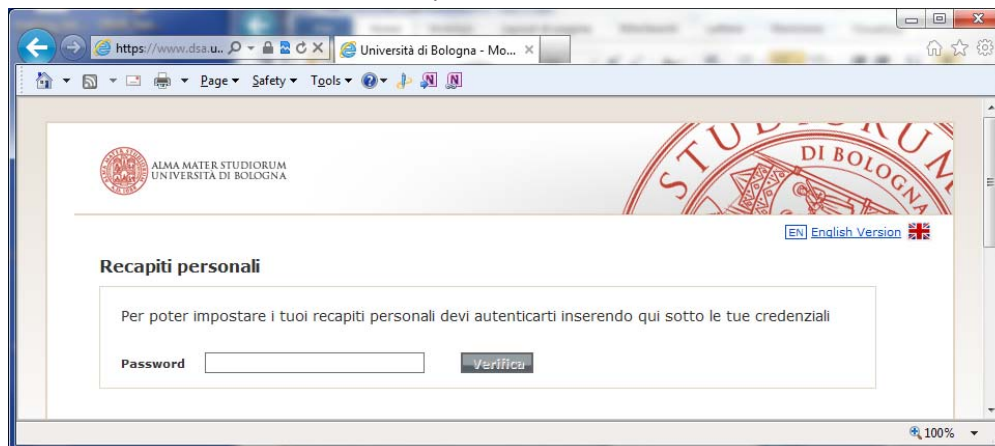 https://www.dsa.u..
Università di Bologna - Mo...
Page
Safety
Tools
ALMA MATER STUDIORUM
UNIVERSITÀ DI BOLOGNA
STUDIORUM
DI BOLOGNA
EN English Version
Recapiti personali
Per poter impostare i tuoi recapiti personali devi autenticarti inserendo qui sotto le tue credenziali
Password
Verifica
100%